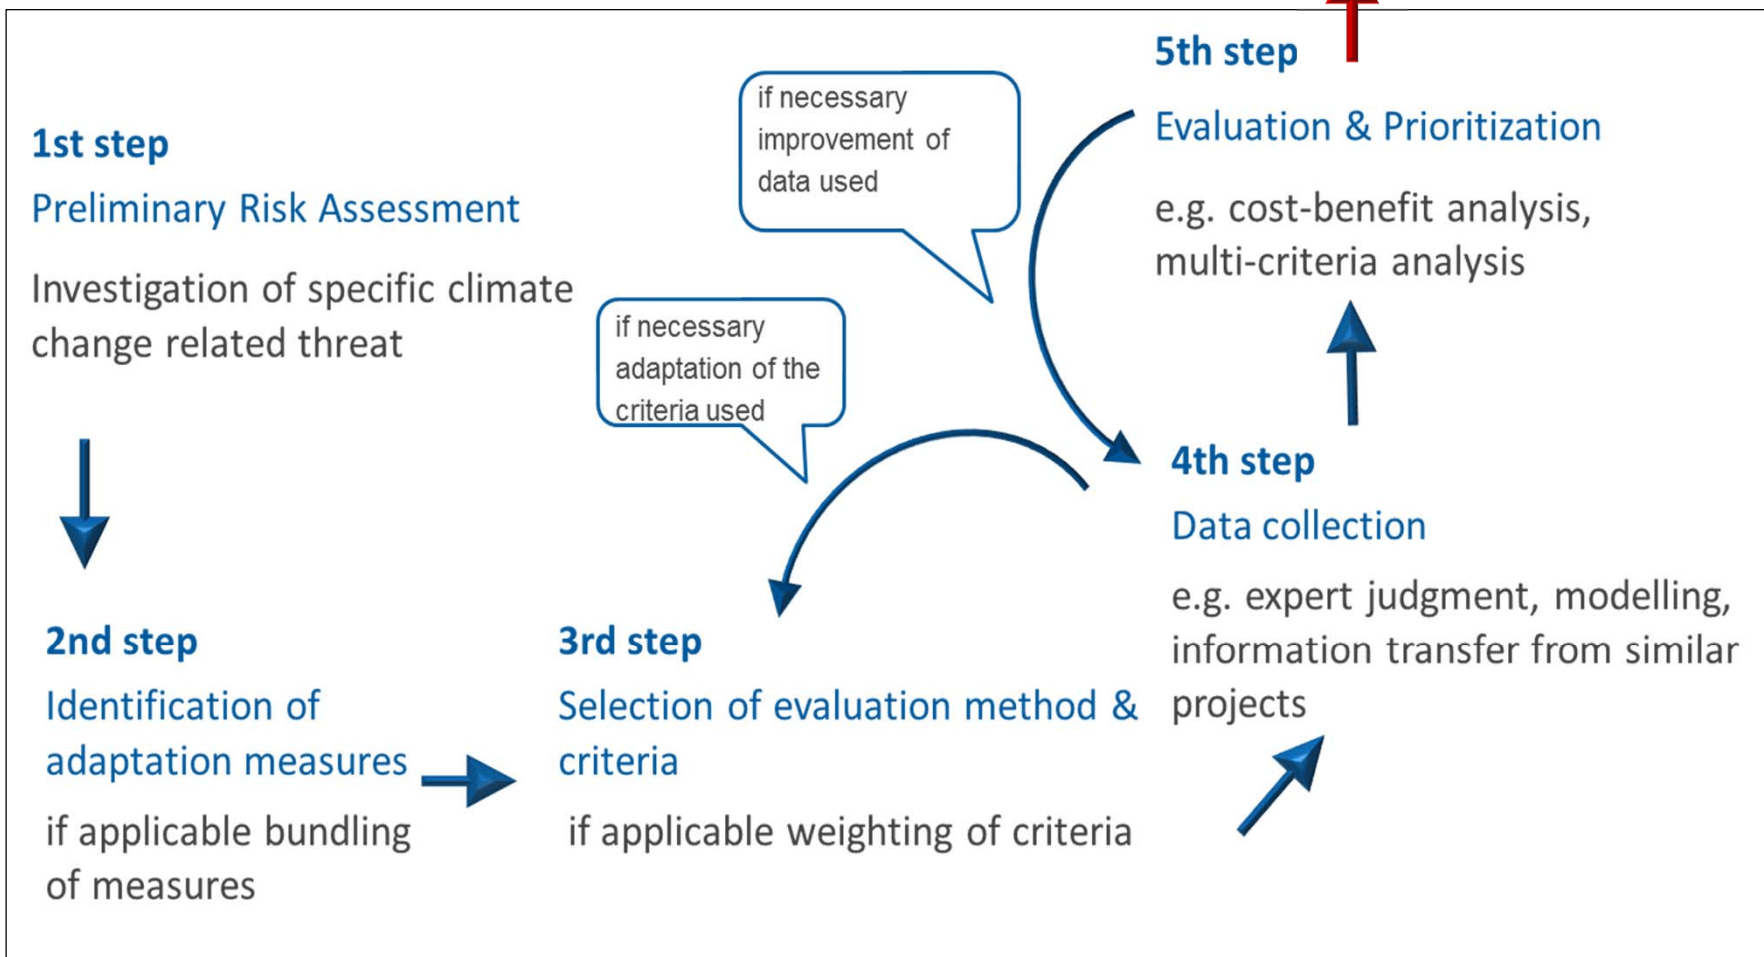 1st step
Preliminary Risk Assessment
Investigation of specific climate
change related threat
2nd step
Identification of
adaptation measures
if applicable bundling
of measures
3rd step
Selection of evaluation method &
criteria
if applicable weighting of criteria
if necessary
adaptation of the
criteria used
4th step
Data collection
e.g. expert judgment, modelling,
information transfer from similar
projects
if necessary
improvement of
data used
5th step
Evaluation & Prioritization
e.g. cost-benefit analysis,
multi-criteria analysis